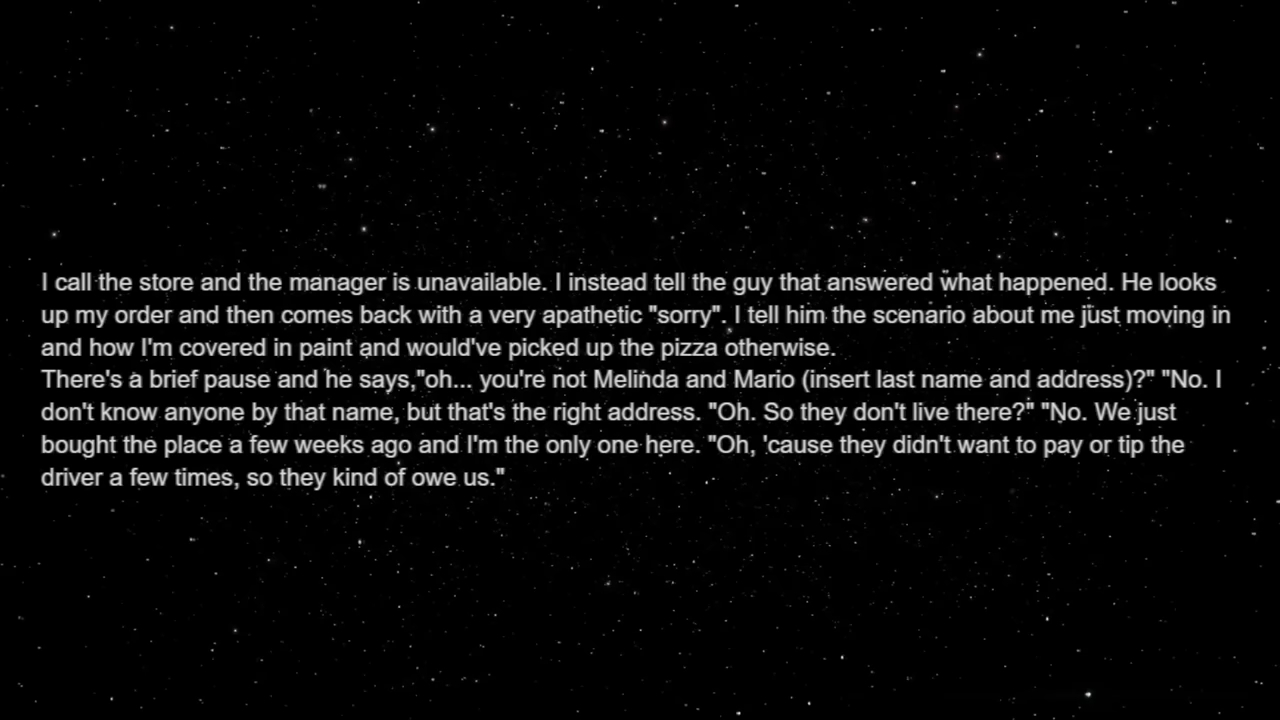 I call the store and the manager is unavailable. I instead tell the guy that answered what happened. He looks
up my order and then comes back with a very apathetic "sorry". I tell him the scenario about me just moving in
and how I'm covered in paint and would've picked up the pizza otherwise.
There's a brief pause and he says,"oh... you're not Melinda and Mario (insert last name and address)?" "No. I
don't know anyone by that name, but that's the right address. "Oh. So they don't live there?" "No. We just
bought the place a few weeks ago and I'm the only one here. "Oh, 'cause they didn't want to pay or tip the
driver a few times, so they kind of owe us."